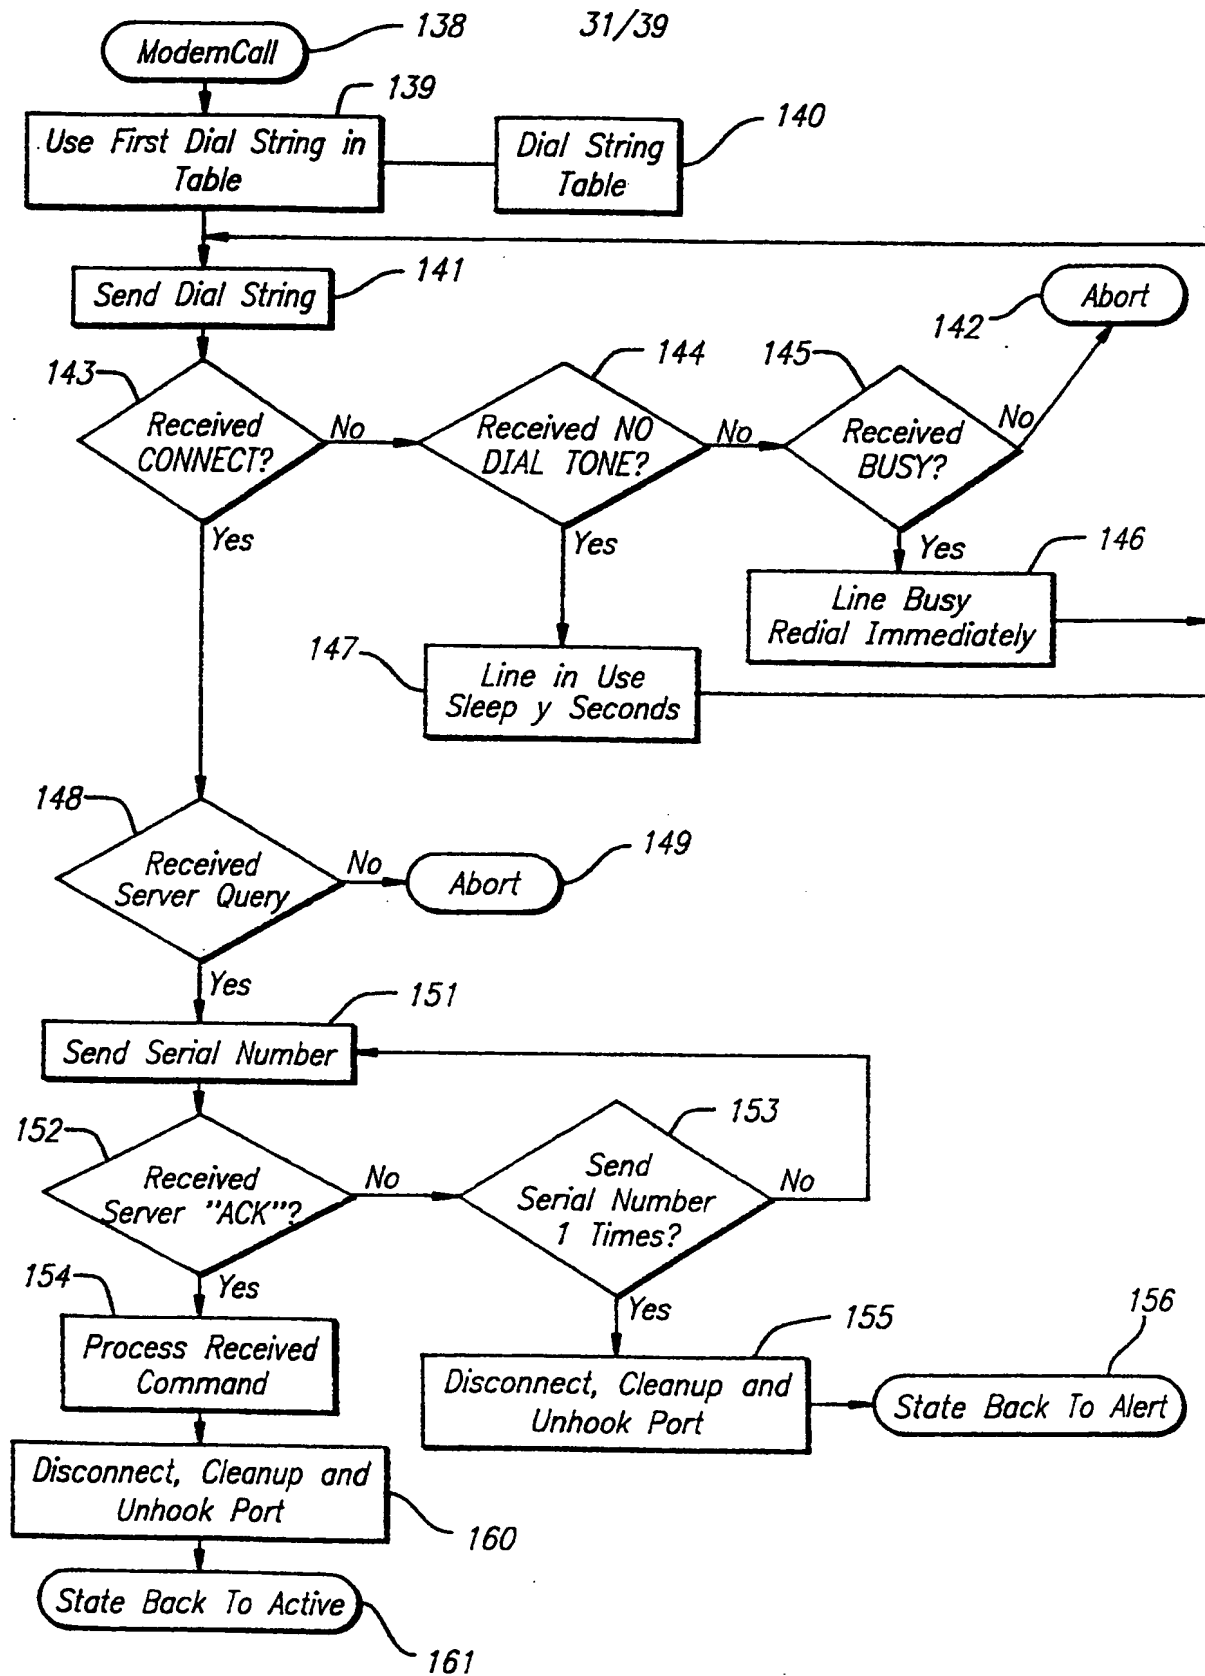 138
31/39
ModemCall
139
Use First Dial String in
Table
140
Dial String
Table
141
Send Dial String
142
Abort
143
Received
CONNECT?
No
Yes
144
Received NO
DIAL TONE?
No
Yes
145
Received
BUSY?
No
Yes
146
Line Busy
Redial Immediately
147
Line in Use
Sleep y Seconds
148
Received
Server Query
No
Yes
149
Abort
151
Send Serial Number
152
Received
Server "ACK"?
No
Yes
153
Send
Serial Number
1 Times?
No
Yes
154
Process Received
Command
155
Disconnect, Cleanup and
Unhook Port
156
State Back To Alert
Disconnect, Cleanup and
Unhook Port
160
State Back To Active
161